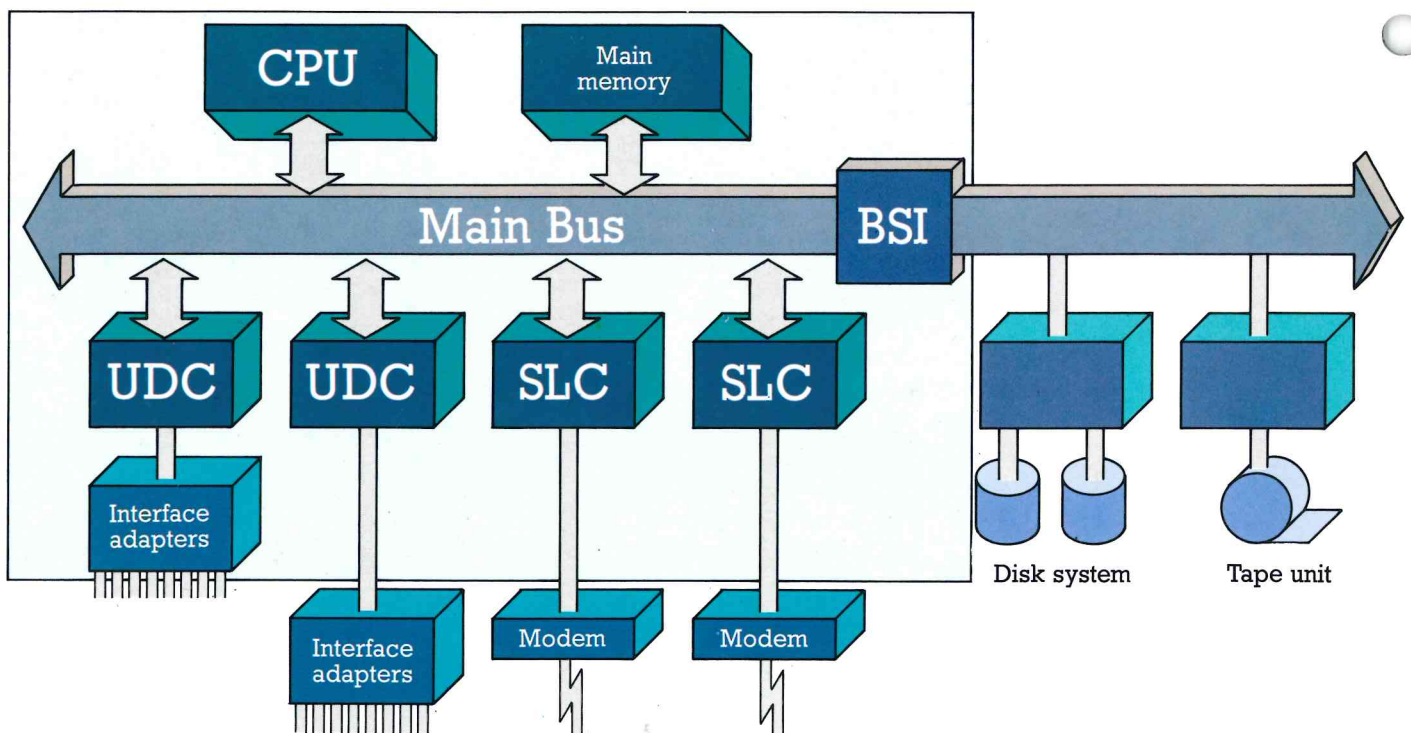 CPU
Main
memory
Main Bus
BSI
UDC
UDC
SLC
SLC
Interface
adapters
Disk system
Tape unit
Interface
adapters
Modem
Modem